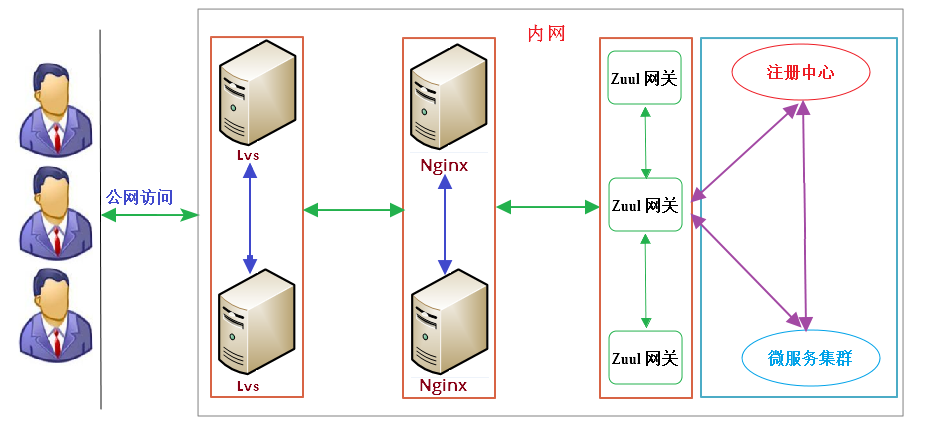 内网
公网访问
Lvs
Lvs
Nginx
Nginx
Zuul 网关
Zuul 网关
Zuul 网关
注册中心
微服务集群